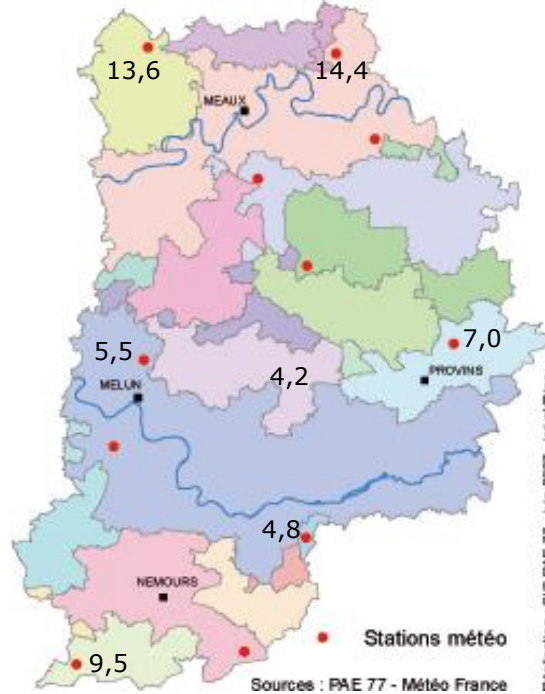 13,6
14,4
MEAUX
7,0
5,5
4,2
PROVINS
MELUN
4,8
NEMOURS
Stations météo
9,5
Sources : PAE 77 - Météo France